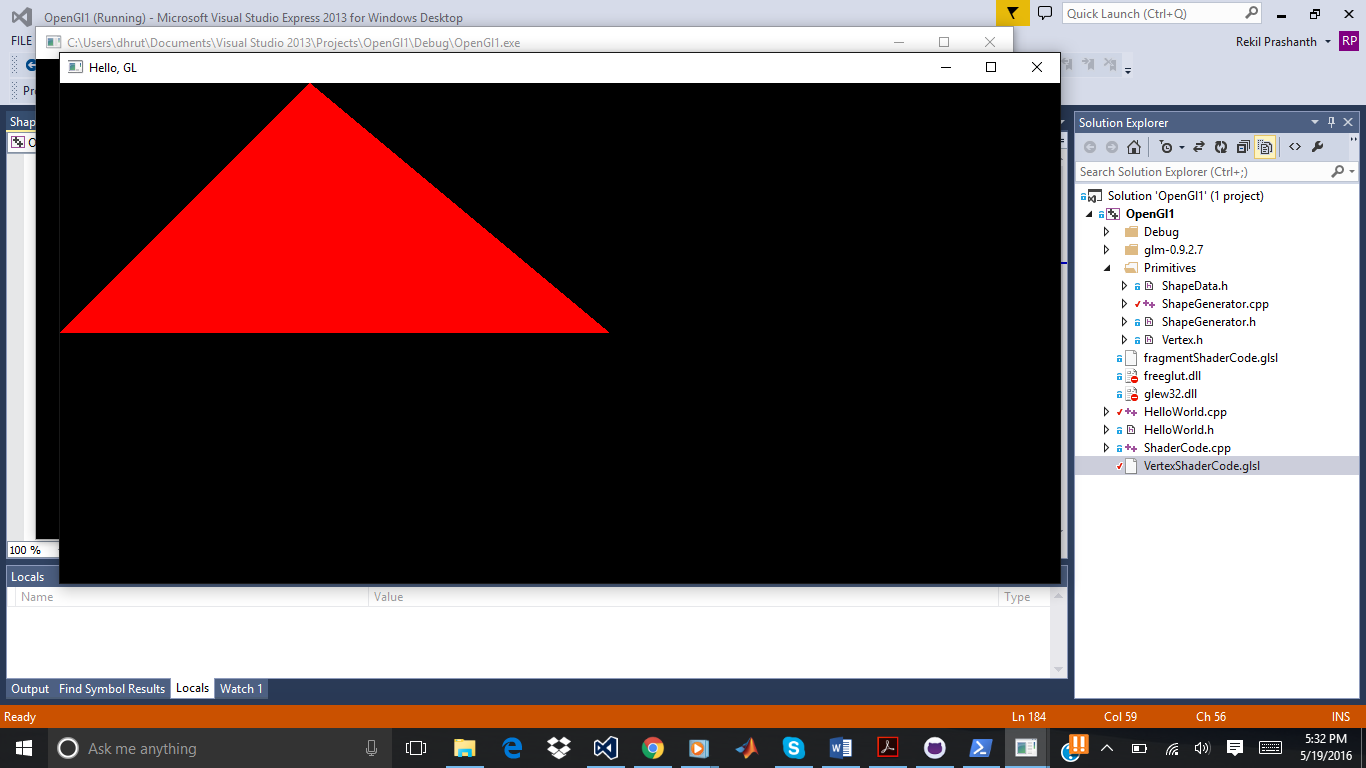 OpenGl1 (Running) - Microsoft Visual Studio Express 2013 for Windows Desktop
Quick Launch (Ctrl+Q)
FILE
C:\Users\dhrut\Documents\Visual Studio 2013\Projects\OpenGl1\Debug\OpenGl1.exe
Rekil Prashanth
RP
Hello, GL
Shap
Solution Explorer
Search Solution Explorer (Ctrl+;)
Solution 'OpenGl1' (1 project)
OpenGl1
Debug
glm-0.9.2.7
Primitives
ShapeData.h
ShapeGenerator.cpp
ShapeGenerator.h
Vertex.h
fragmentShaderCode.glsl
freeglut.dll
glew32.dll
HelloWorld.cpp
HelloWorld.h
ShaderCode.cpp
VertexShaderCode.glsl
100 %
Locals
Name Value Type
Output Find Symbol Results Locals Watch 1
Ready Ln 184 Col 59 Ch 56 INS
Ask me anything
5:32 PM
5/19/2016